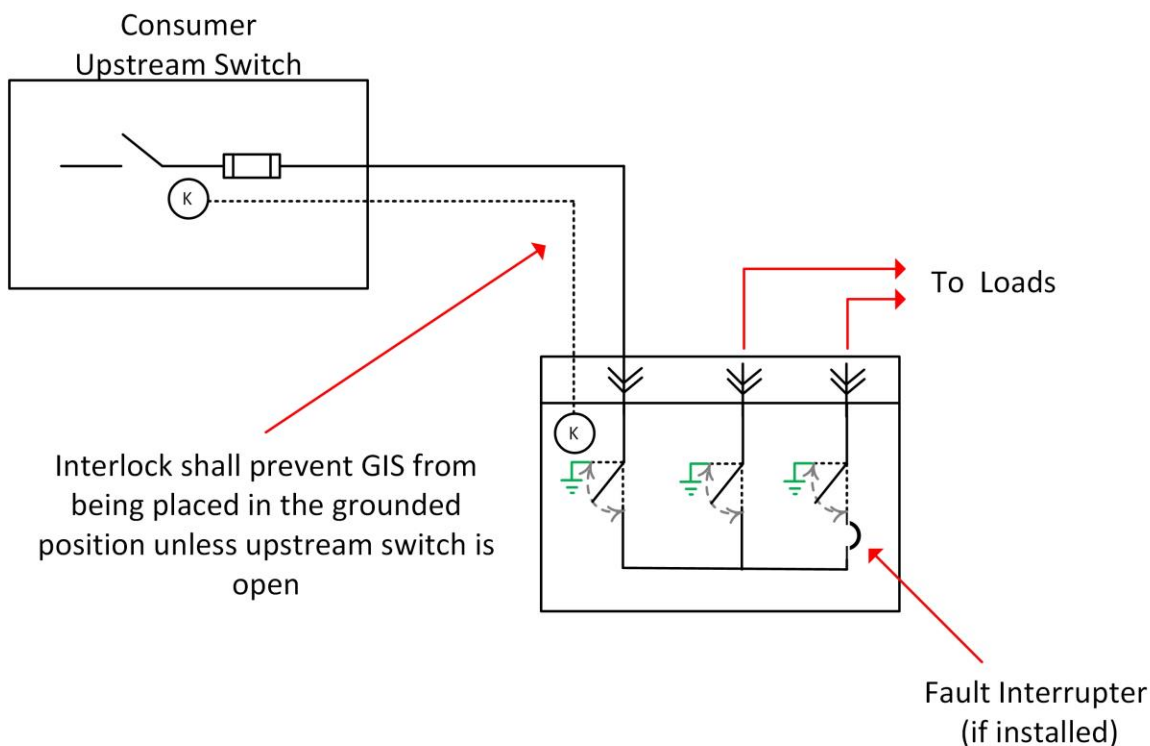 Consumer
Upstream Switch
K
To Loads
K
Interlock shall prevent GIS from
being placed in the grounded
position unless upstream switch is
open
Fault Interrupter
(if installed)